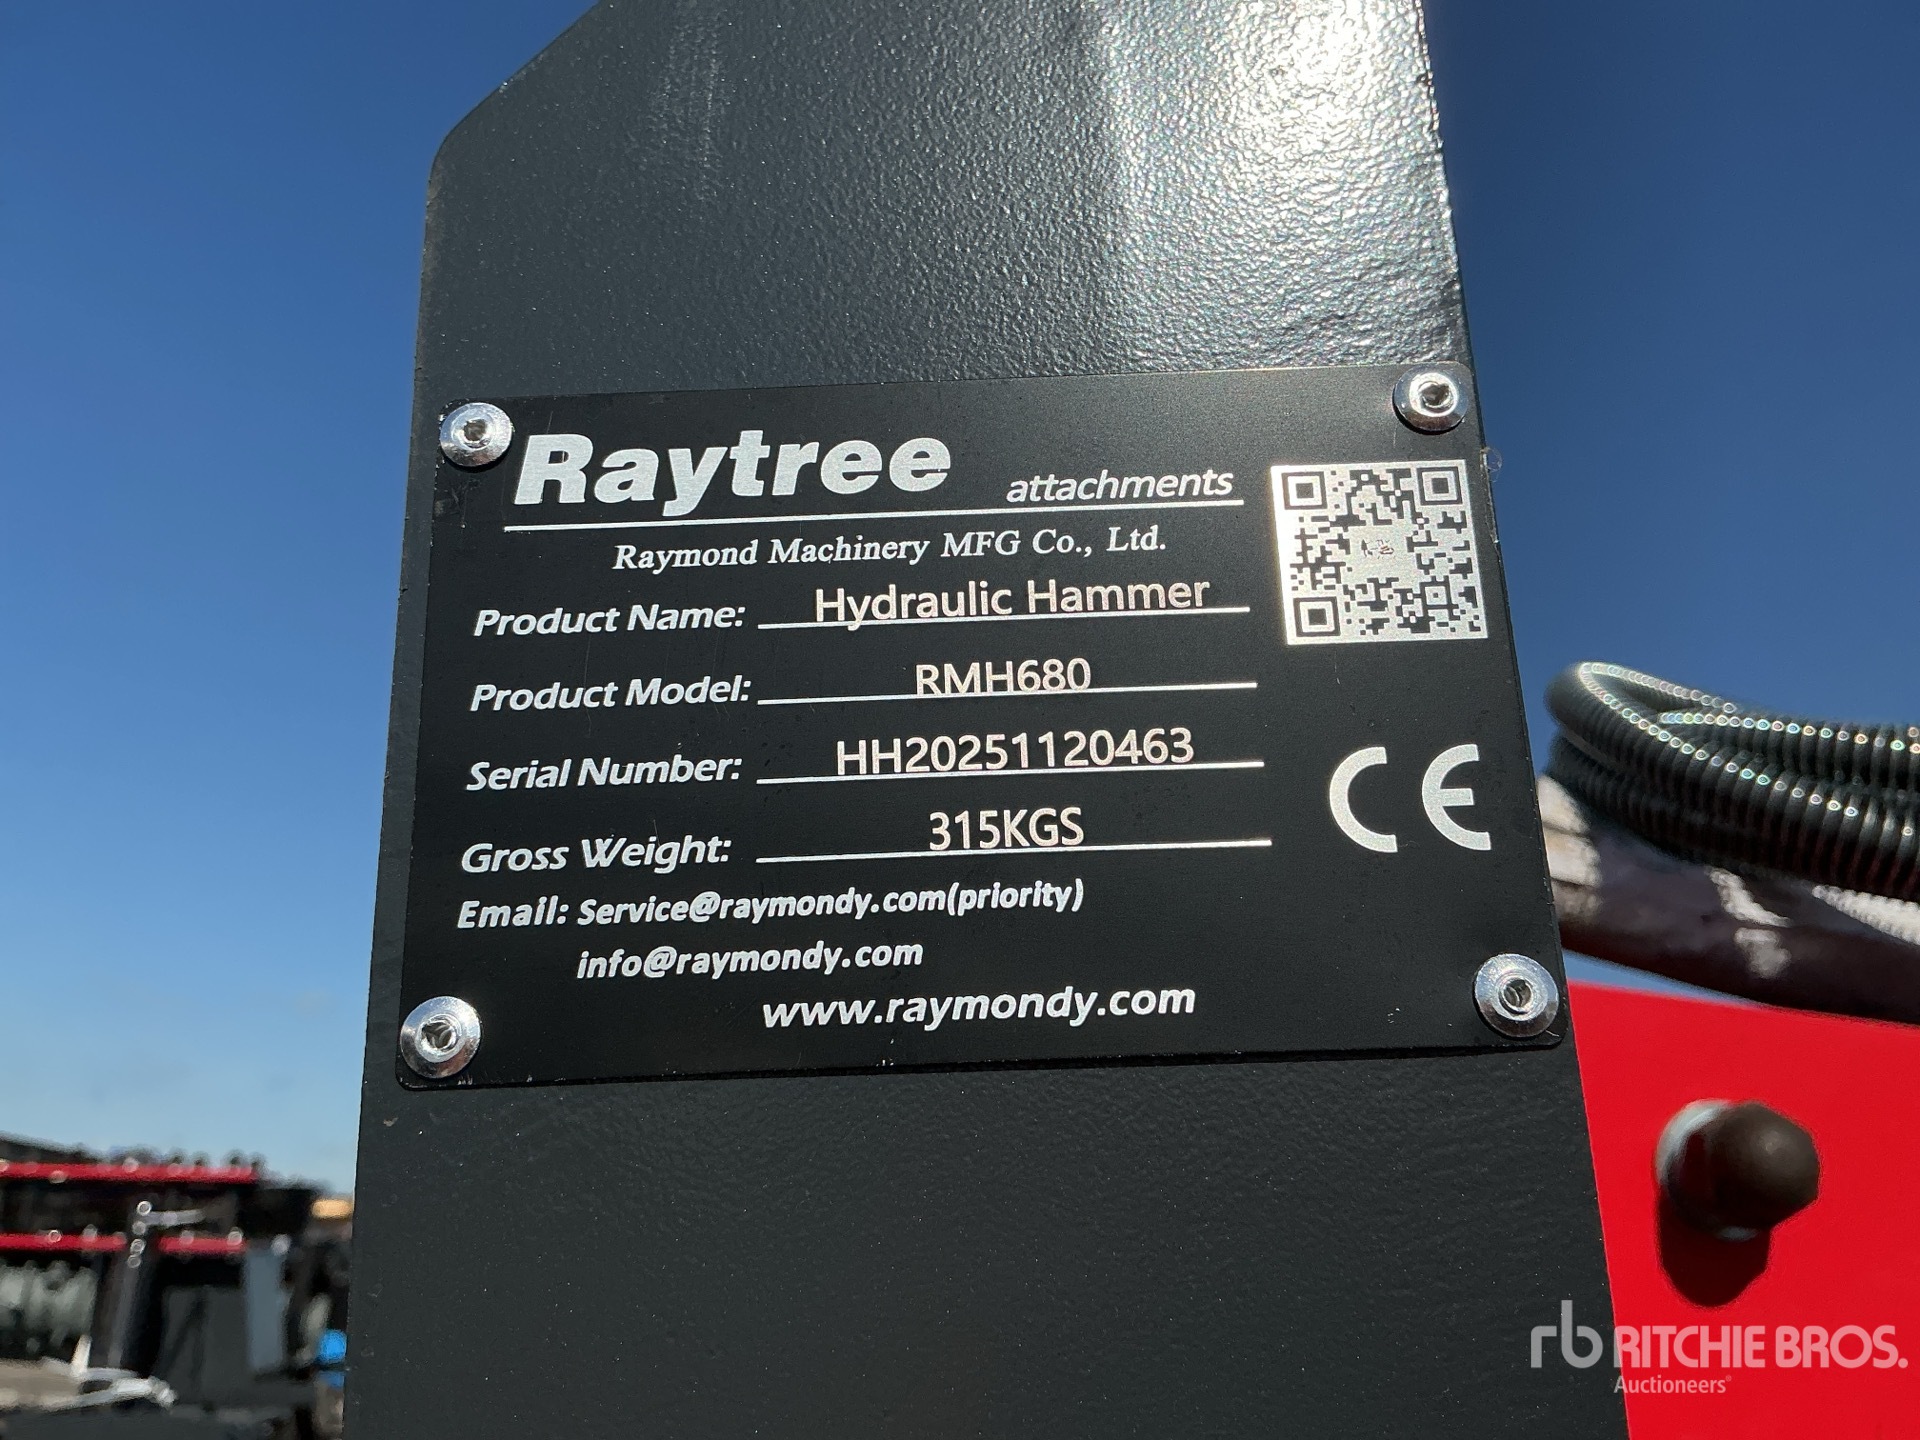 Raytree attachments
Raymond Machinery MFG Co., Ltd.
Product Name: Hydraulic Hammer
Product Model: RMH680
Serial Number: HH20251120463
Gross Weight: 315KGS
CE
Email: Service@raymondy.com(priority)
info@raymondy.com
www.raymondy.com
rb RITCHIE BROS.
Auctioneers®